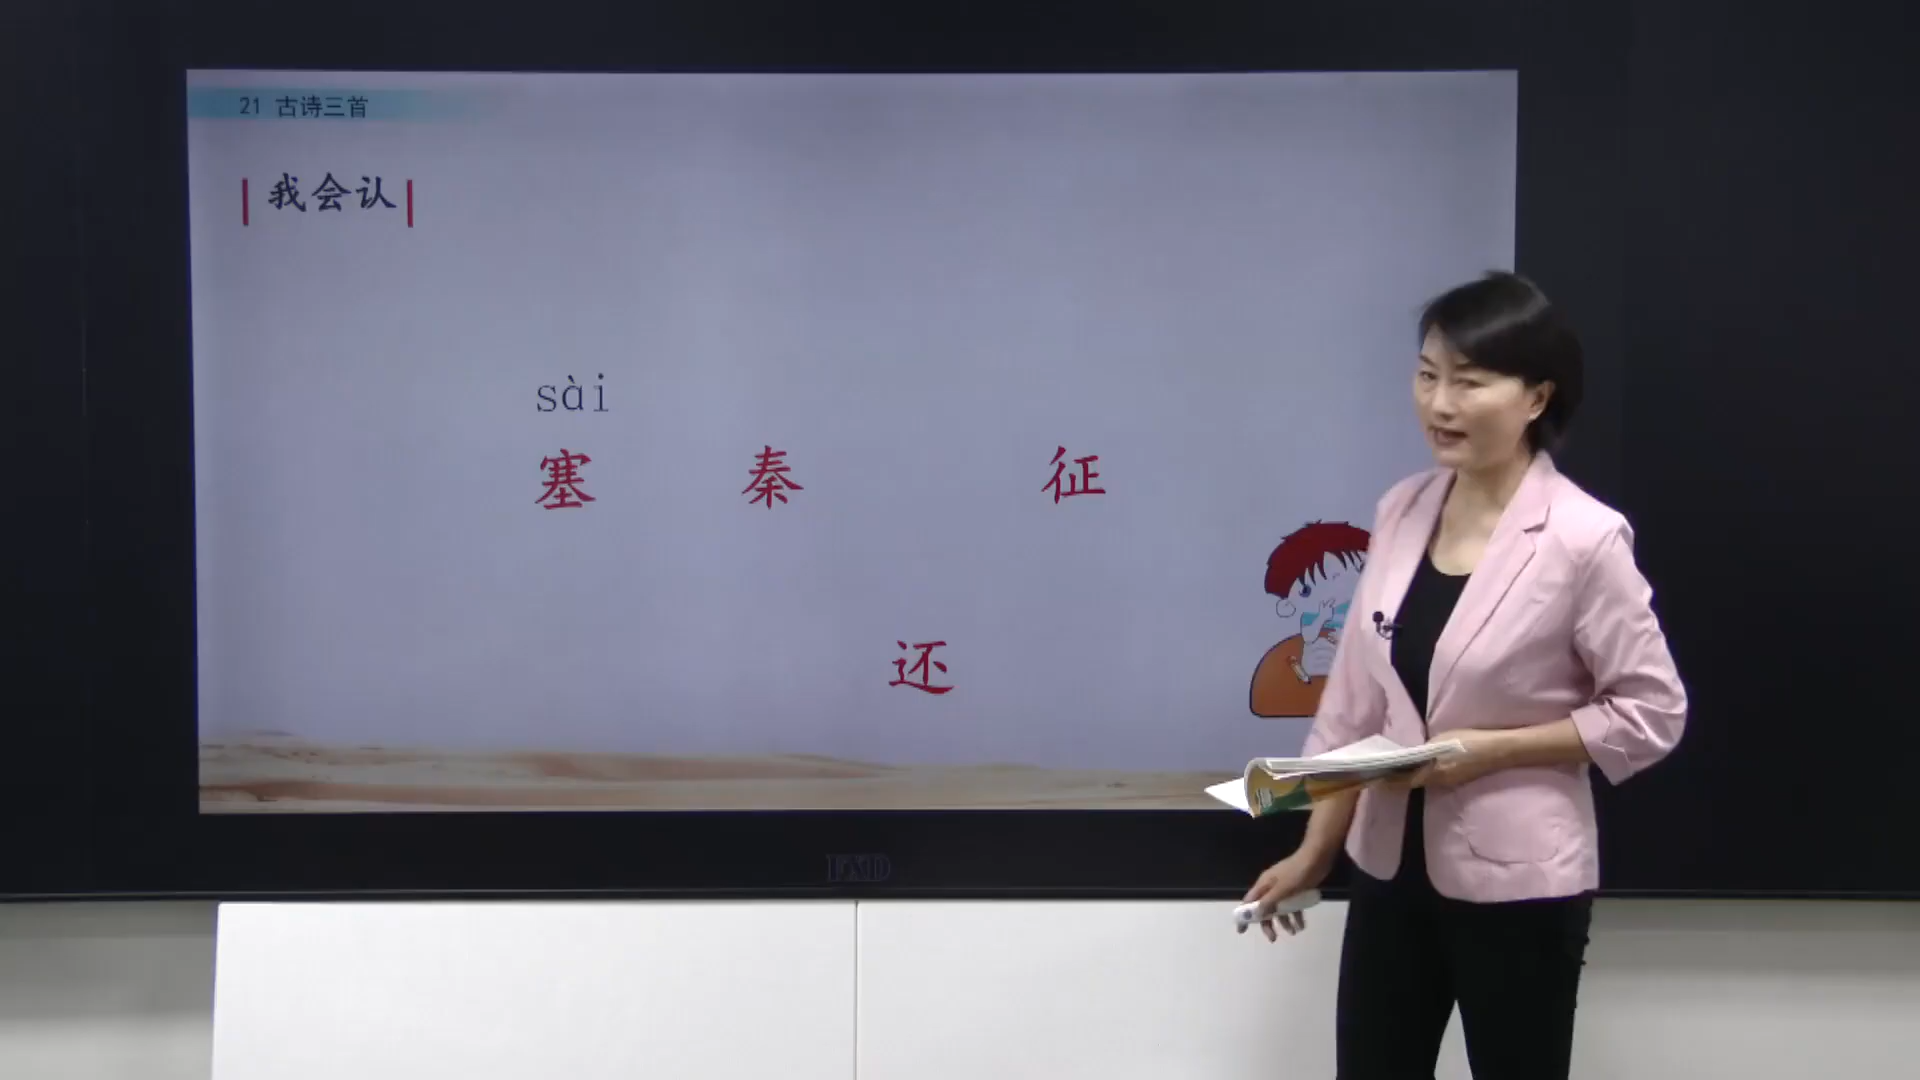 21 古诗三首
我会认
sài
塞 秦 征
还